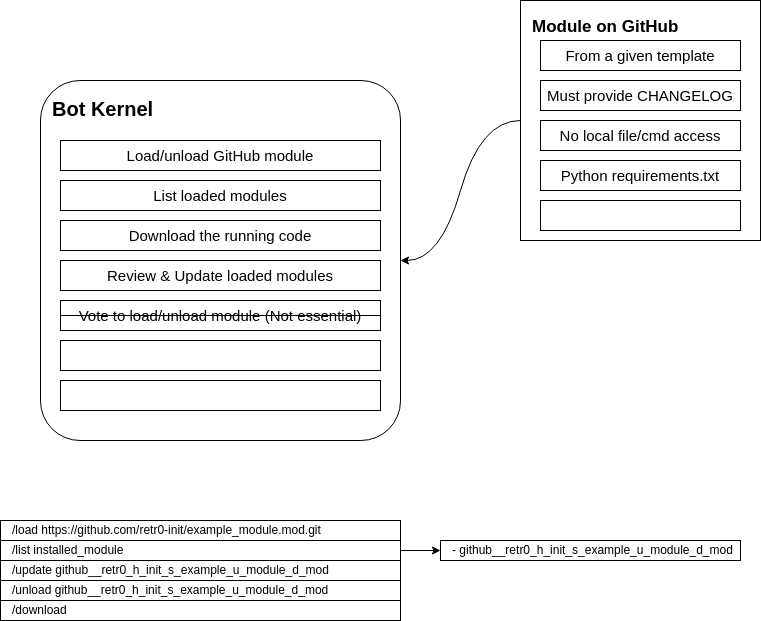 Module on GitHub
From a given template
Must provide CHANGELOG
No local file/cmd access
Python requirements.txt
Bot Kernel
Load/unload GitHub module
List loaded modules
Download the running code
Review & Update loaded modules
Vote to load/unload module (Not essential)
/load https://github.com/retr0-init/example_module.mod.git
/list installed_module
- github__retr0_h_init_s_example_u_module_d_mod
/update github__retr0_h_init_s_example_u_module_d_mod
/unload github__retr0_h_init_s_example_u_module_d_mod
/download